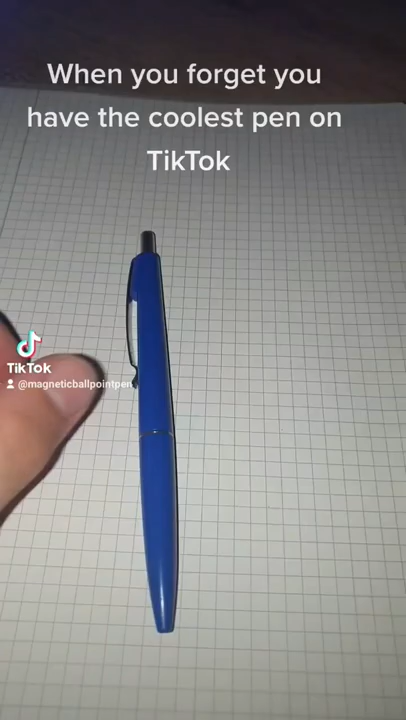 When you forget you
have the coolest pen on
TikTok
TikTok
@magneticballpointpen